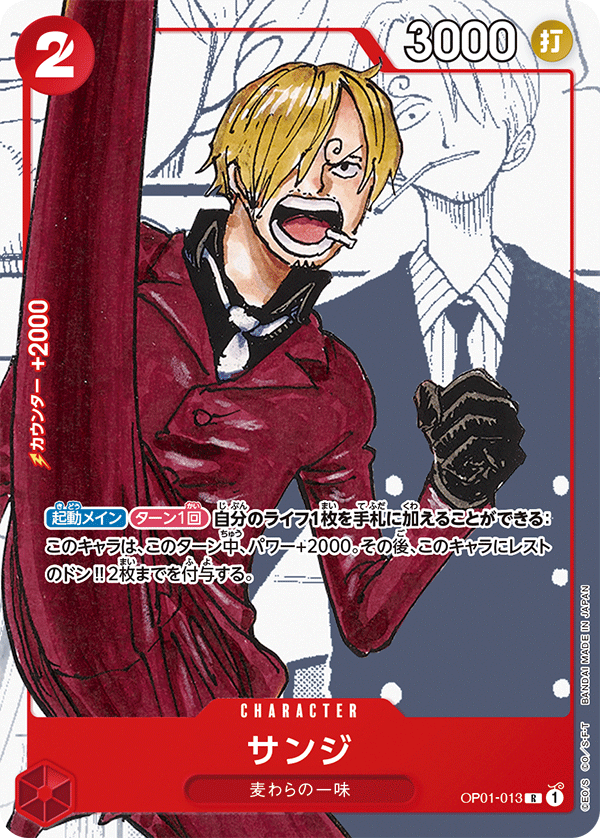 2
3000
打
カウンター +2000
起動メイン ターン1回 自分のライフ1枚を手札に加えることができる：
このキャラは、このターン中、パワー+2000。その後、このキャラにレスト
のドン!!2枚までを付与する。
CHARACTER
サンジ
麦わらの一味
OP01-013 R 1
©E.O/S ©O/S･F･T BANDAI MADE IN JAPAN